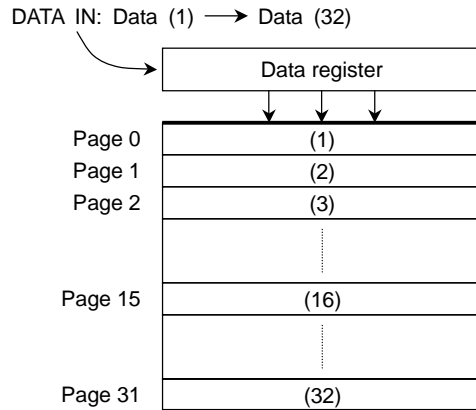 DATA IN: Data (1) → Data (32)
Data register
Page 0 (1)
Page 1 (2)
Page 2 (3)
Page 15 (16)
Page 31 (32)